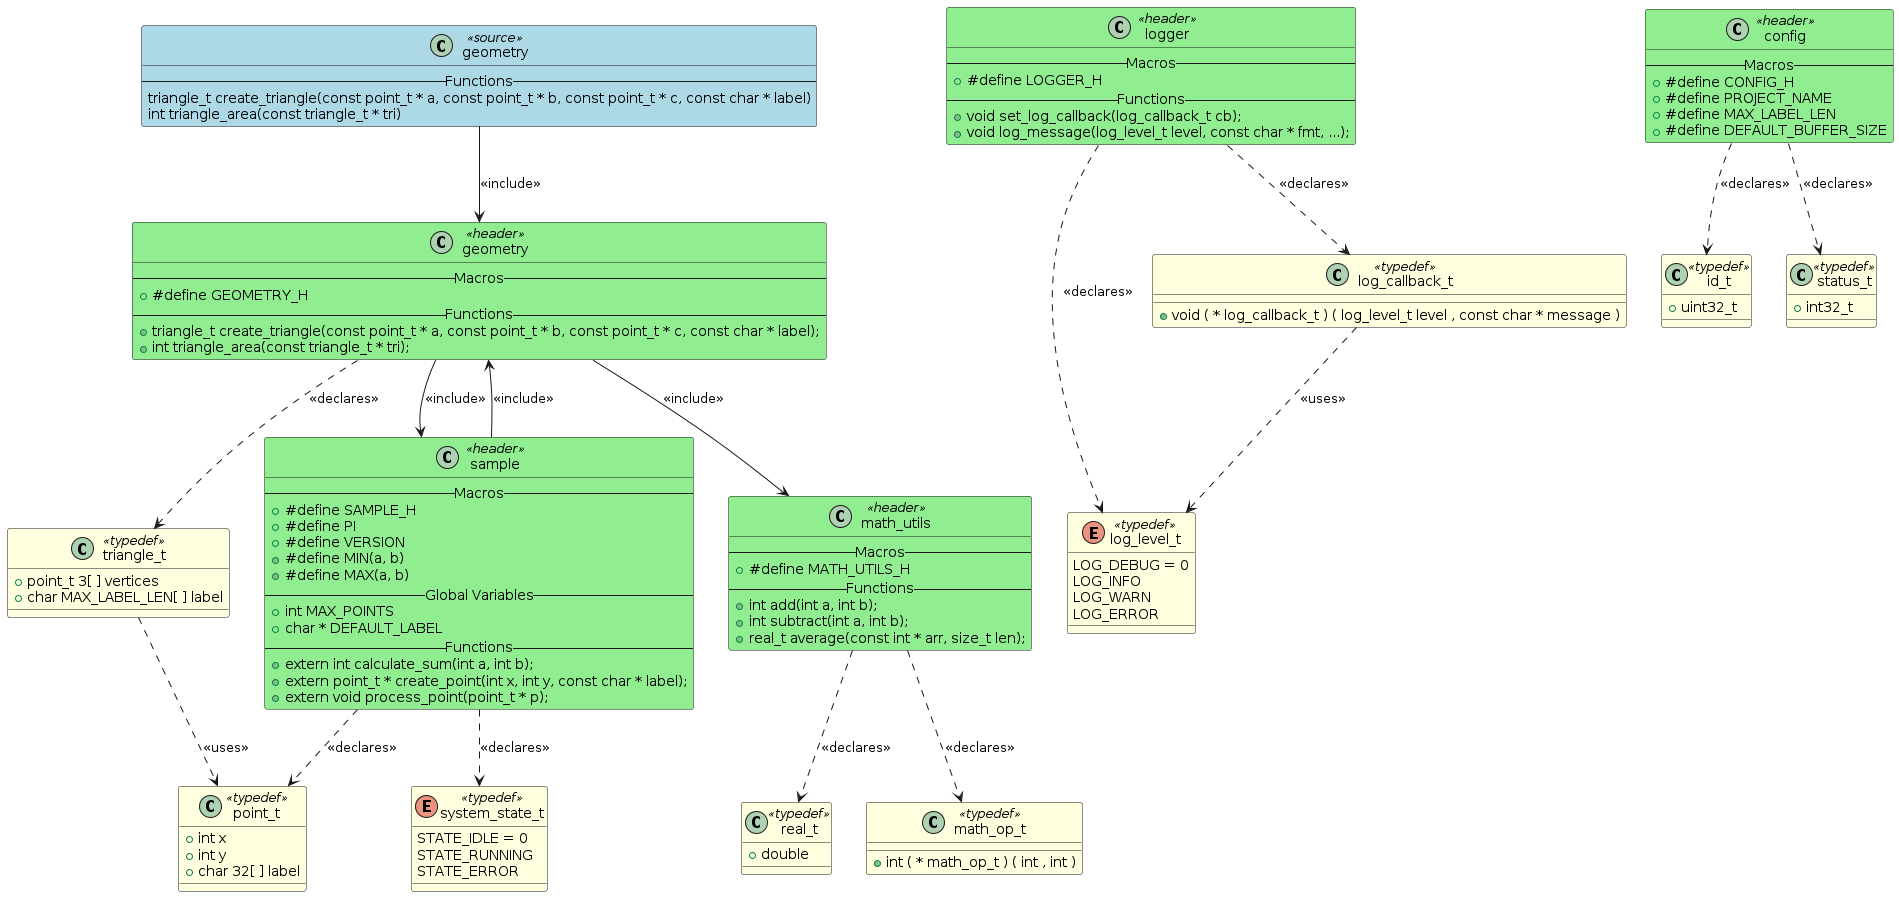 «source»
C geometry
Functions
triangle_t create_triangle(const point_t * a, const point_t * b, const point_t * c, const char * label)
int triangle_area(const triangle_t * tri)
«include»
«header»
C geometry
Macros
#define GEOMETRY_H
Functions
triangle_t create_triangle(const point_t * a, const point_t * b, const point_t * c, const char * label);
int triangle_area(const triangle_t * tri);
«declares»
«include»
«include»
«include»
«typedef»
C triangle_t
point_t 3[ ] vertices
char MAX_LABEL_LEN[ ] label
«header»
C sample
Macros
#define SAMPLE_H
#define PI
#define VERSION
#define MIN(a, b)
#define MAX(a, b)
Global Variables
int MAX_POINTS
char * DEFAULT_LABEL
Functions
extern int calculate_sum(int a, int b);
extern point_t * create_point(int x, int y, const char * label);
extern void process_point(point_t * p);
«header»
C math_utils
Macros
#define MATH_UTILS_H
Functions
int add(int a, int b);
int subtract(int a, int b);
real_t average(const int * arr, size_t len);
«uses»
«declares»
«declares»
«declares»
«declares»
«typedef»
C point_t
int x
int y
char 32[ ] label
«typedef»
E system_state_t
STATE_IDLE = 0
STATE_RUNNING
STATE_ERROR
«typedef»
C real_t
double
«typedef»
C math_op_t
int ( * math_op_t ) ( int , int )
«header»
C logger
Macros
#define LOGGER_H
Functions
void set_log_callback(log_callback_t cb);
void log_message(log_level_t level, const char * fmt, ...);
«declares»
«declares»
«typedef»
C log_callback_t
void ( * log_callback_t ) ( log_level_t level , const char * message )
«uses»
«typedef»
E log_level_t
LOG_DEBUG = 0
LOG_INFO
LOG_WARN
LOG_ERROR
«header»
C config
Macros
#define CONFIG_H
#define PROJECT_NAME
#define MAX_LABEL_LEN
#define DEFAULT_BUFFER_SIZE
«declares»
«declares»
«typedef»
C id_t
uint32_t
«typedef»
C status_t
int32_t